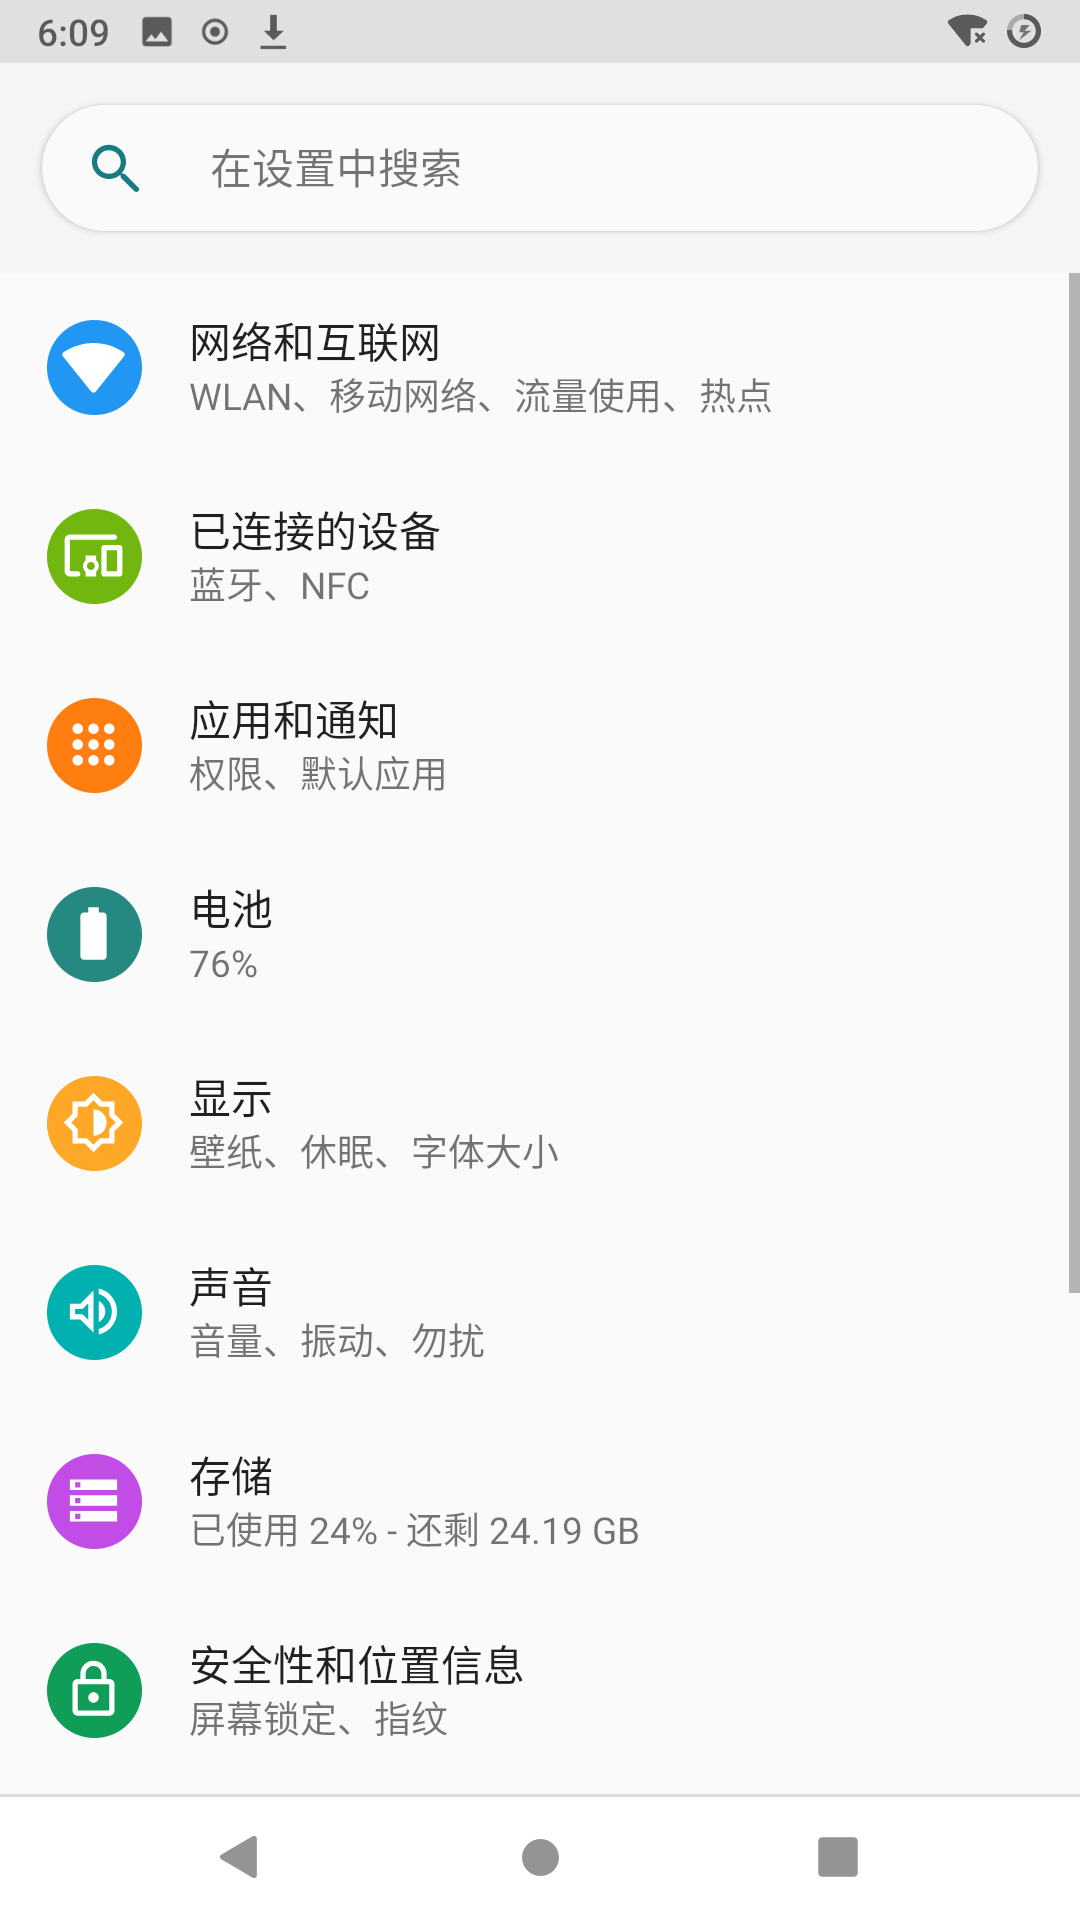 6:09
在设置中搜索
网络和互联网
WLAN、移动网络、流量使用、热点
已连接的设备
蓝牙、NFC
应用和通知
权限、默认应用
电池
76%
显示
壁纸、休眠、字体大小
声音
音量、振动、勿扰
存储
已使用 24% - 还剩 24.19 GB
安全性和位置信息
屏幕锁定、指纹